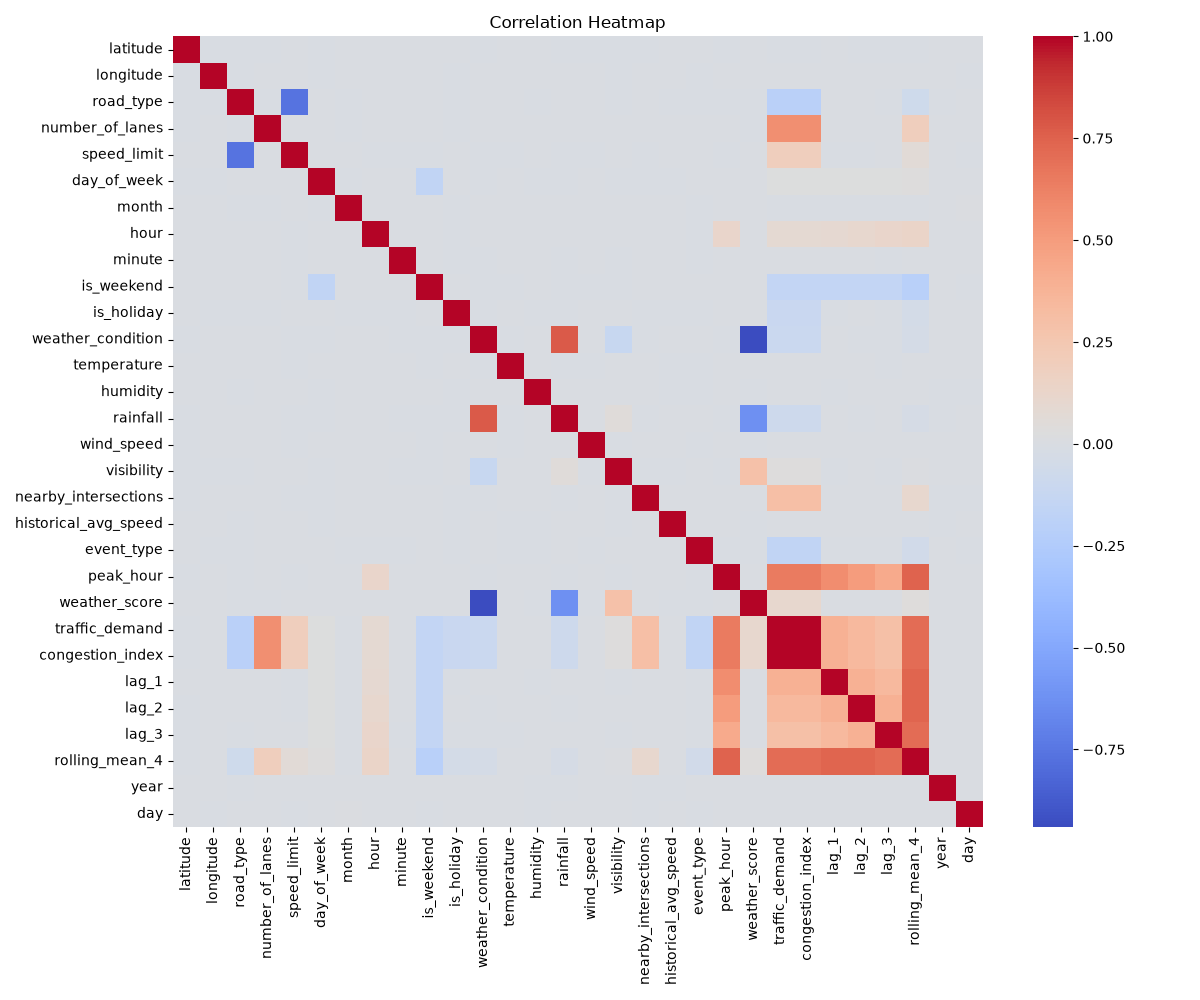 Correlation Heatmap
latitude
longitude
road_type
number_of_lanes
speed_limit
day_of_week
month
hour
minute
is_weekend
is_holiday
weather_condition
temperature
humidity
rainfall
wind_speed
visibility
nearby_intersections
historical_avg_speed
event_type
peak_hour
weather_score
traffic_demand
congestion_index
lag_1
lag_2
lag_3
rolling_mean_4
year
day
latitude
longitude
road_type
number_of_lanes
speed_limit
day_of_week
month
hour
minute
is_weekend
is_holiday
weather_condition
temperature
humidity
rainfall
wind_speed
visibility
nearby_intersections
historical_avg_speed
event_type
peak_hour
weather_score
traffic_demand
congestion_index
lag_1
lag_2
lag_3
rolling_mean_4
year
day
1.00
0.75
0.50
0.25
0.00
−0.25
−0.50
−0.75